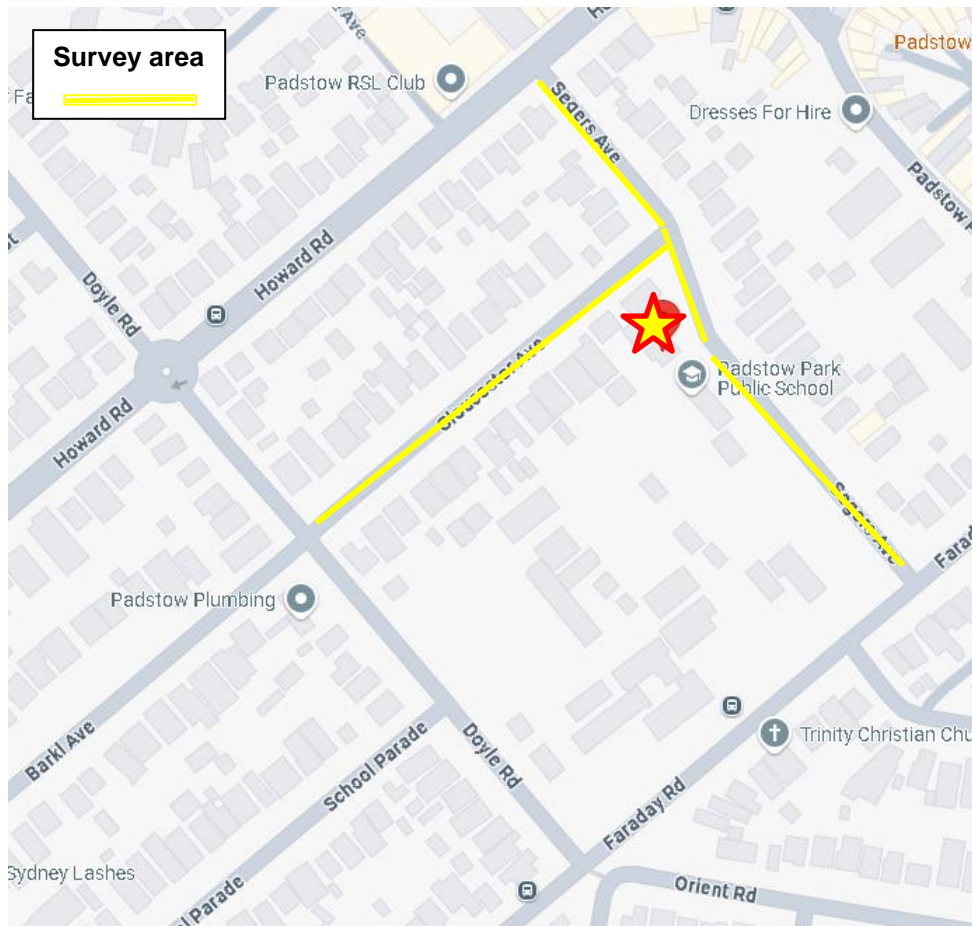 Survey area
Padstow RSL Club
Segers Ave
Dresses For Hire
Padstow
Padstow
Howard Rd
Doyle Rd
Gloucester Ave
Padstow Park
Public School
Howard Rd
Segers Ave
Farad
Padstow Plumbing
Trinity Christian Chu
Barkl Ave
School Parade
Doyle Rd
Faraday Rd
Sydney Lashes
Orient Rd
ol Parade
Ave